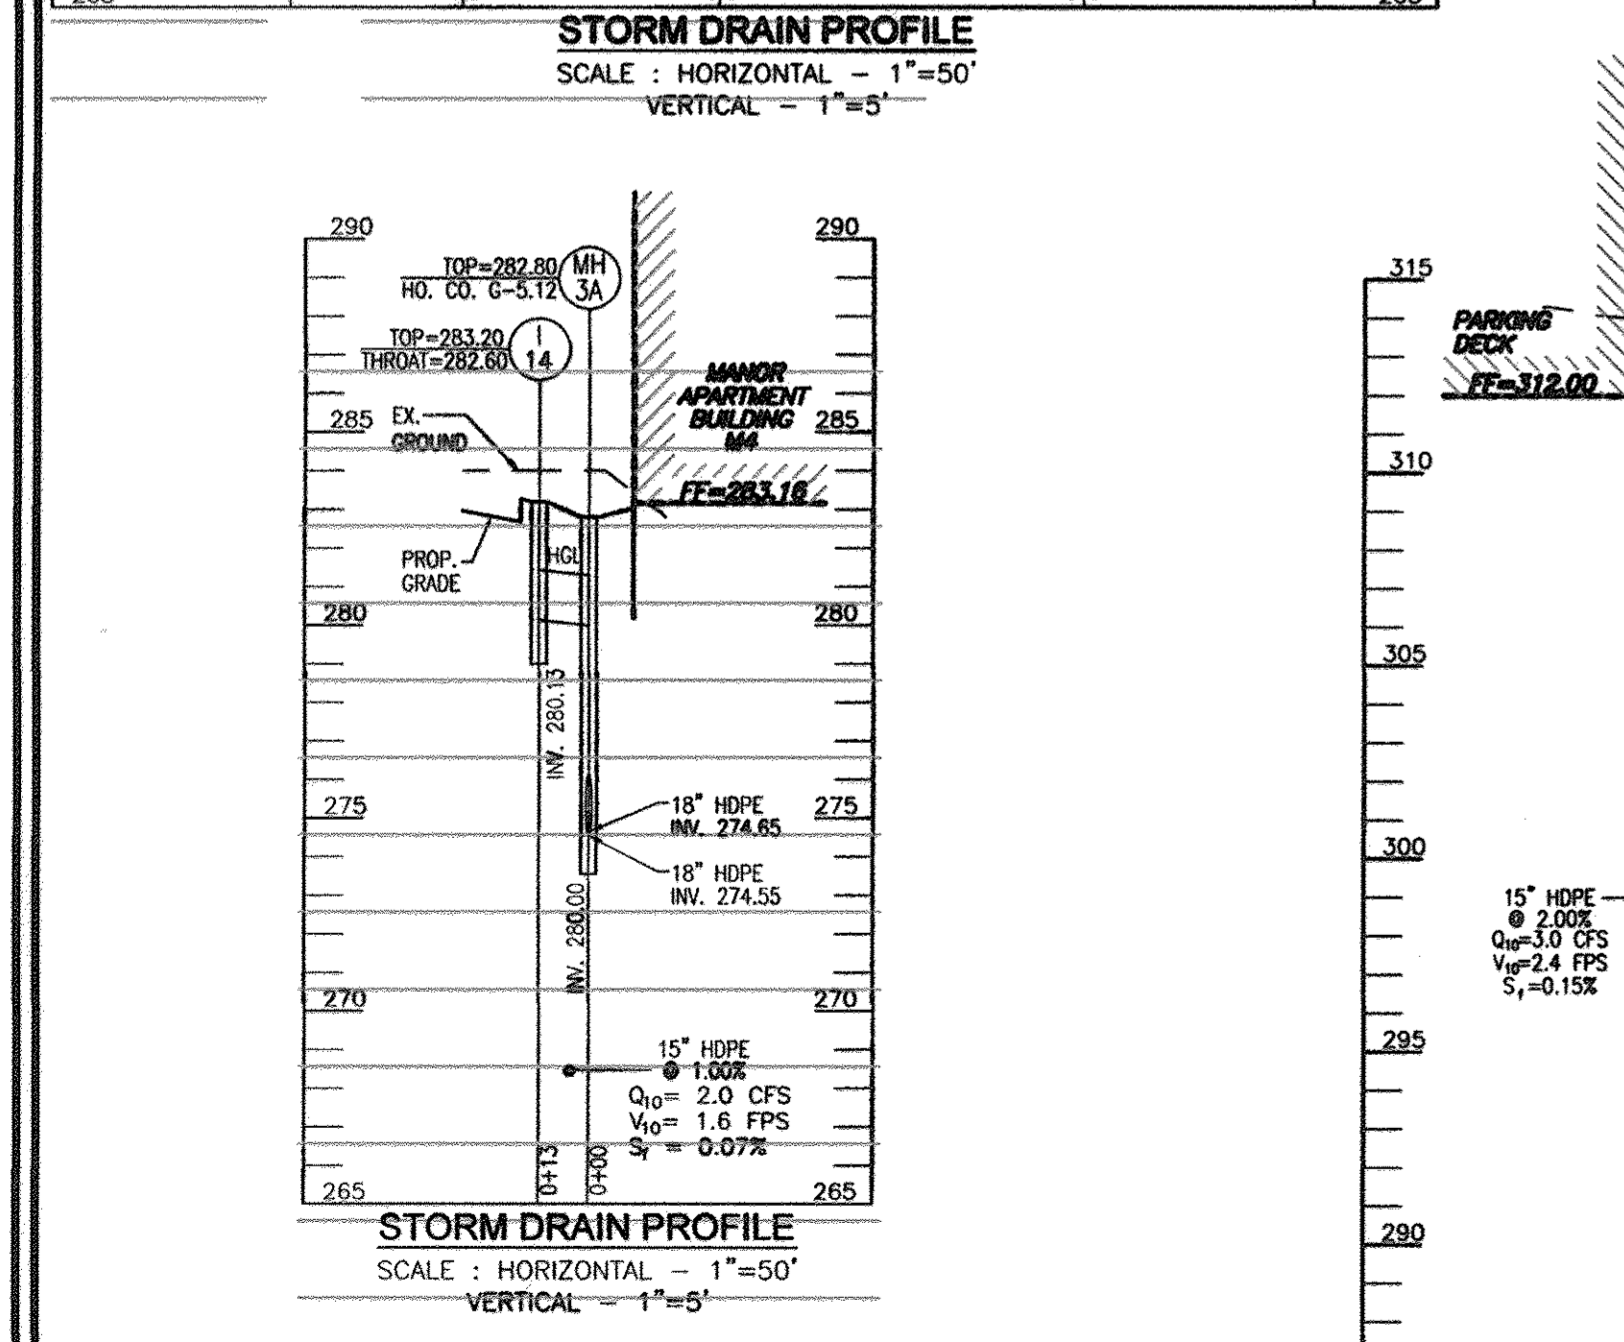 STORM DRAIN PROFILE
SCALE : HORIZONTAL - 1"=50'
VERTICAL - 1"=5'
290
290
TOP=282.80
HO. CO. G-5.12
MH
3A
TOP=283.20
THROAT=282.60
I
14
MANOR
APARTMENT
BUILDING
M4
285
EX.
GROUND
285
FF=283.16
PROP.
GRADE
HGL
280
280
INV. 280.13
275
275
18" HDPE
INV. 274.65
18" HDPE
INV. 274.55
INV. 280.00
270
270
15" HDPE
@ 1.00%
Q10= 2.0 CFS
V10= 1.6 FPS
Sf = 0.07%
0+13
0+00
265
265
STORM DRAIN PROFILE
SCALE : HORIZONTAL - 1"=50'
VERTICAL - 1"=5'
315
PARKING
DECK
FF=312.00
310
305
300
15" HDPE
@ 2.00%
Q10=3.0 CFS
V10=2.4 FPS
Sf=0.15%
295
290